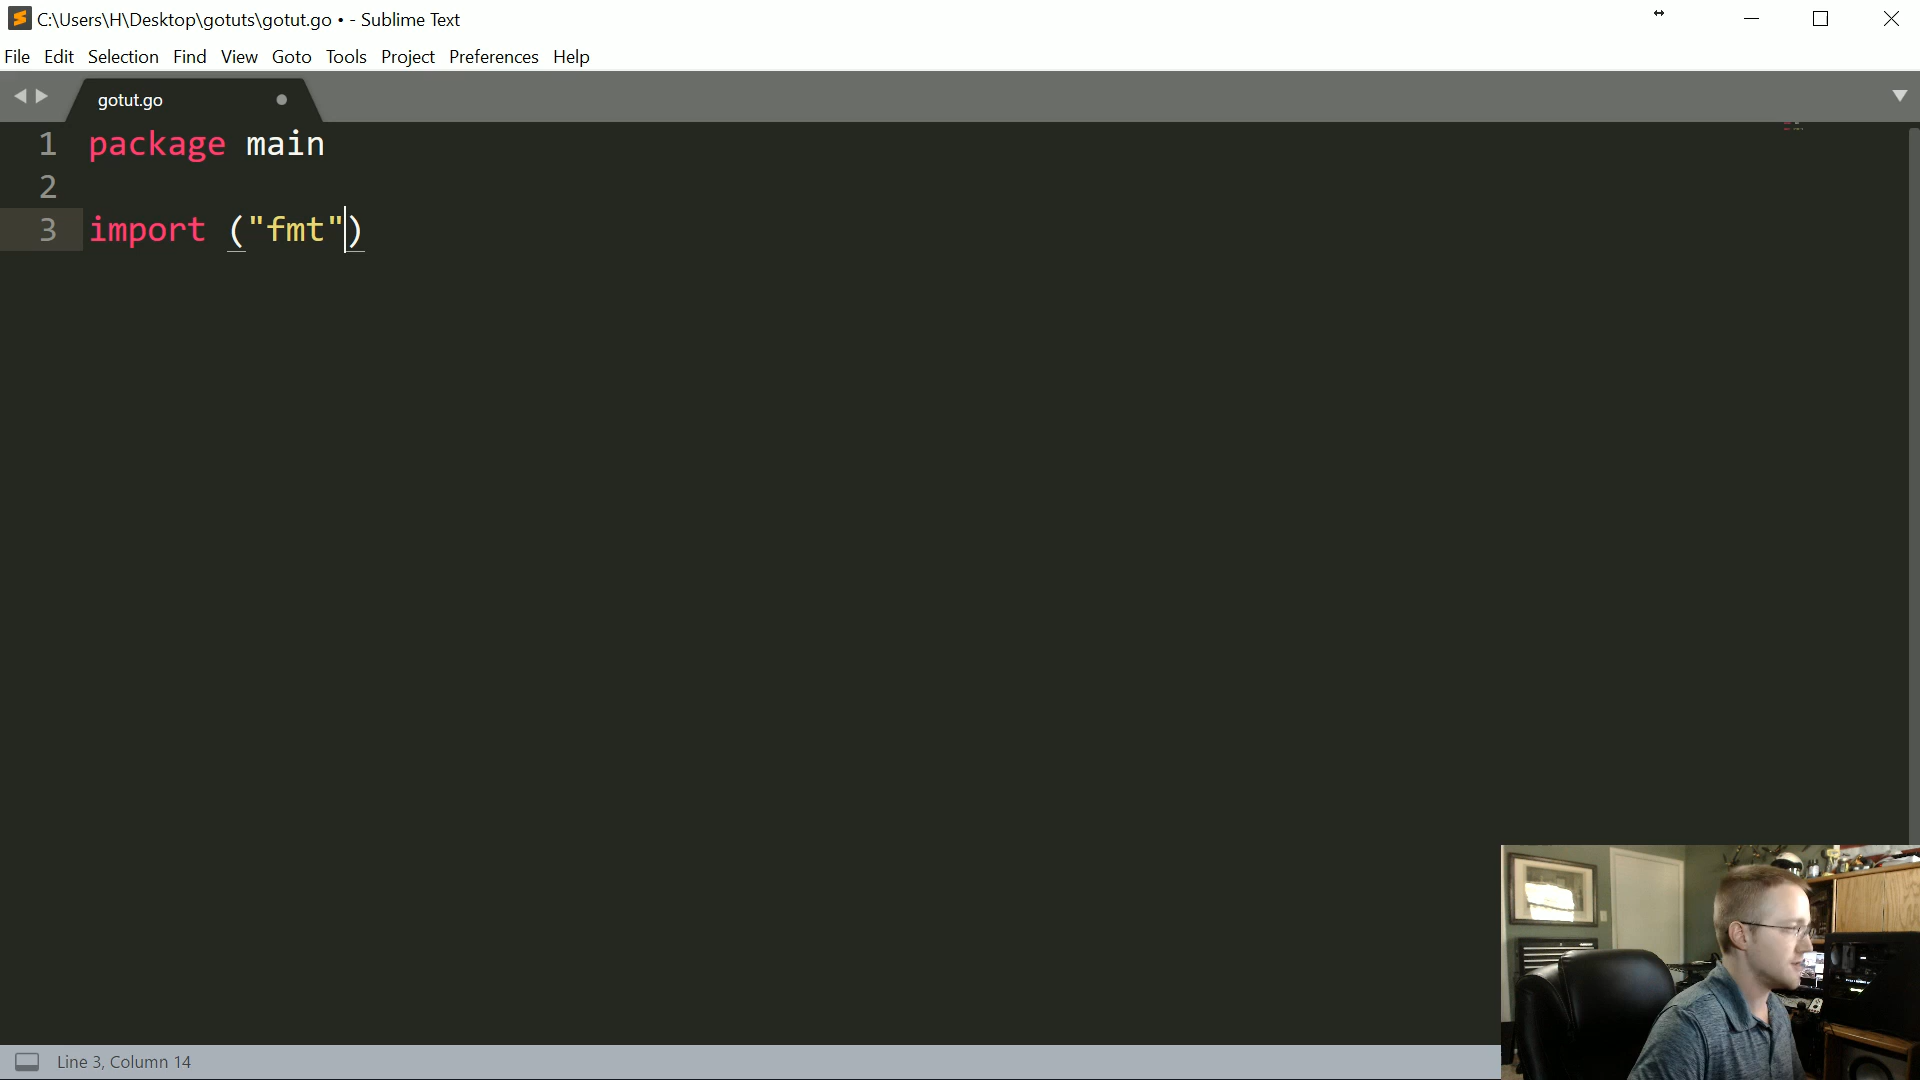 C:\Users\H\Desktop\gotuts\gotut.go • - Sublime Text
File Edit Selection Find View Goto Tools Project Preferences Help
gotut.go
1 package main
2
3 import ("fmt")
Line 3, Column 14